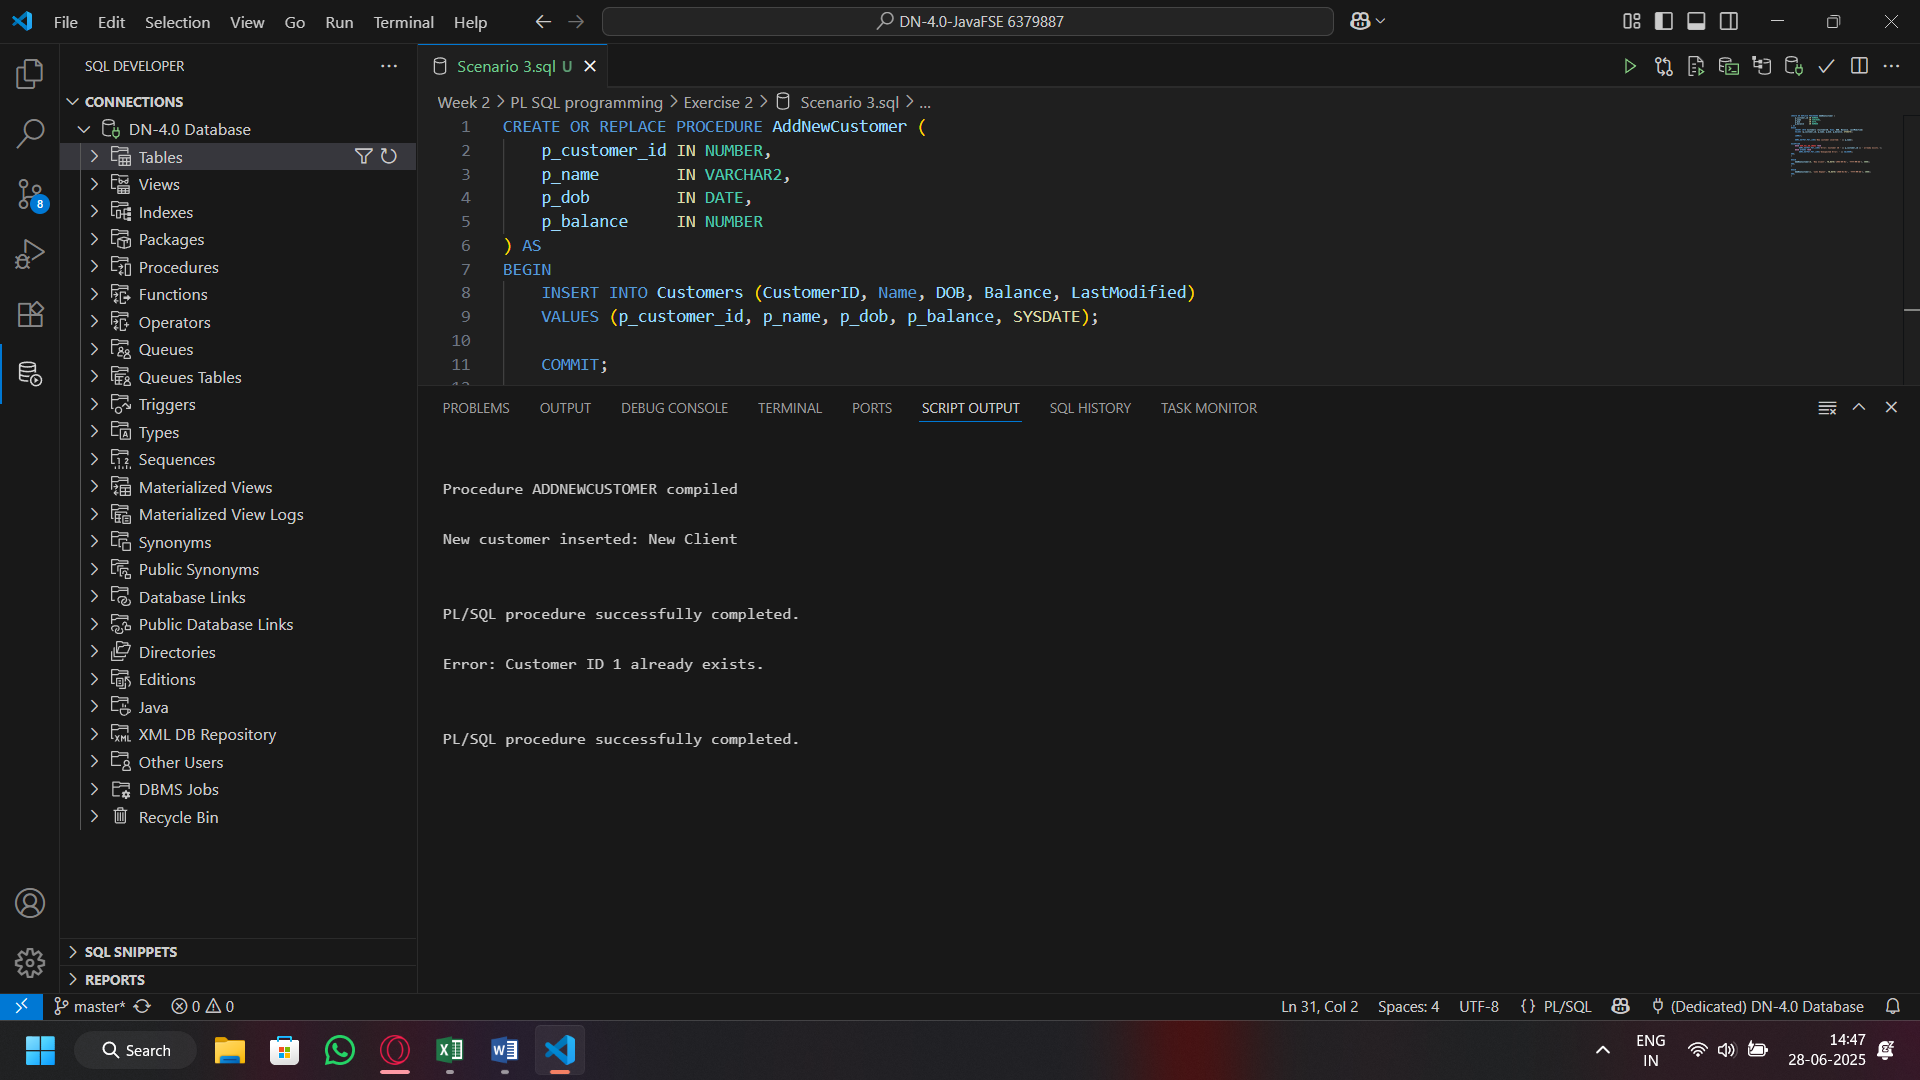 File Edit Selection View Go Run Terminal Help
DN-4.0-JavaFSE 6379887
SQL DEVELOPER
CONNECTIONS
DN-4.0 Database
Tables
Views
Indexes
Packages
Procedures
Functions
Operators
Queues
Queues Tables
Triggers
Types
Sequences
Materialized Views
Materialized View Logs
Synonyms
Public Synonyms
Database Links
Public Database Links
Directories
Editions
Java
XML DB Repository
Other Users
DBMS Jobs
Recycle Bin
SQL SNIPPETS
REPORTS
8
Scenario 3.sql U
Week 2 > PL SQL programming > Exercise 2 > Scenario 3.sql > ...
1 CREATE OR REPLACE PROCEDURE AddNewCustomer (
2 p_customer_id IN NUMBER,
3 p_name IN VARCHAR2,
4 p_dob IN DATE,
5 p_balance IN NUMBER
6 ) AS
7 BEGIN
8 INSERT INTO Customers (CustomerID, Name, DOB, Balance, LastModified)
9 VALUES (p_customer_id, p_name, p_dob, p_balance, SYSDATE);
10
11 COMMIT;
PROBLEMS OUTPUT DEBUG CONSOLE TERMINAL PORTS SCRIPT OUTPUT SQL HISTORY TASK MONITOR
Procedure ADDNEWCUSTOMER compiled
New customer inserted: New Client
PL/SQL procedure successfully completed.
Error: Customer ID 1 already exists.
PL/SQL procedure successfully completed.
master* 0 0
Ln 31, Col 2 Spaces: 4 UTF-8 {} PL/SQL (Dedicated) DN-4.0 Database
Search
ENG
IN
14:47
28-06-2025